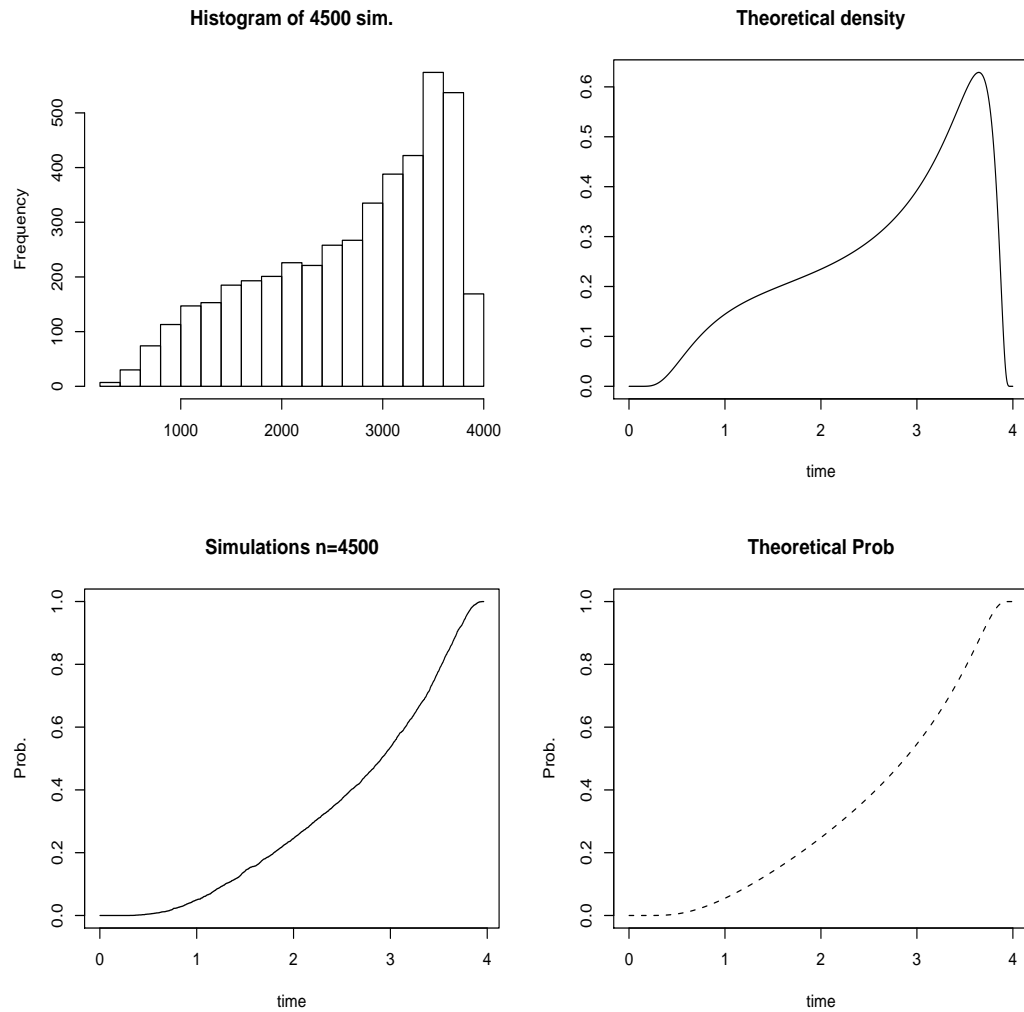 Histogram of 4500 sim.
Frequency
0 100 200 300 400 500
1000 2000 3000 4000
Theoretical density
0.0 0.1 0.2 0.3 0.4 0.5 0.6
0 1 2 3 4
time
Simulations n=4500
Prob.
0.0 0.2 0.4 0.6 0.8 1.0
0 1 2 3 4
time
Theoretical Prob
Prob.
0.0 0.2 0.4 0.6 0.8 1.0
0 1 2 3 4
time